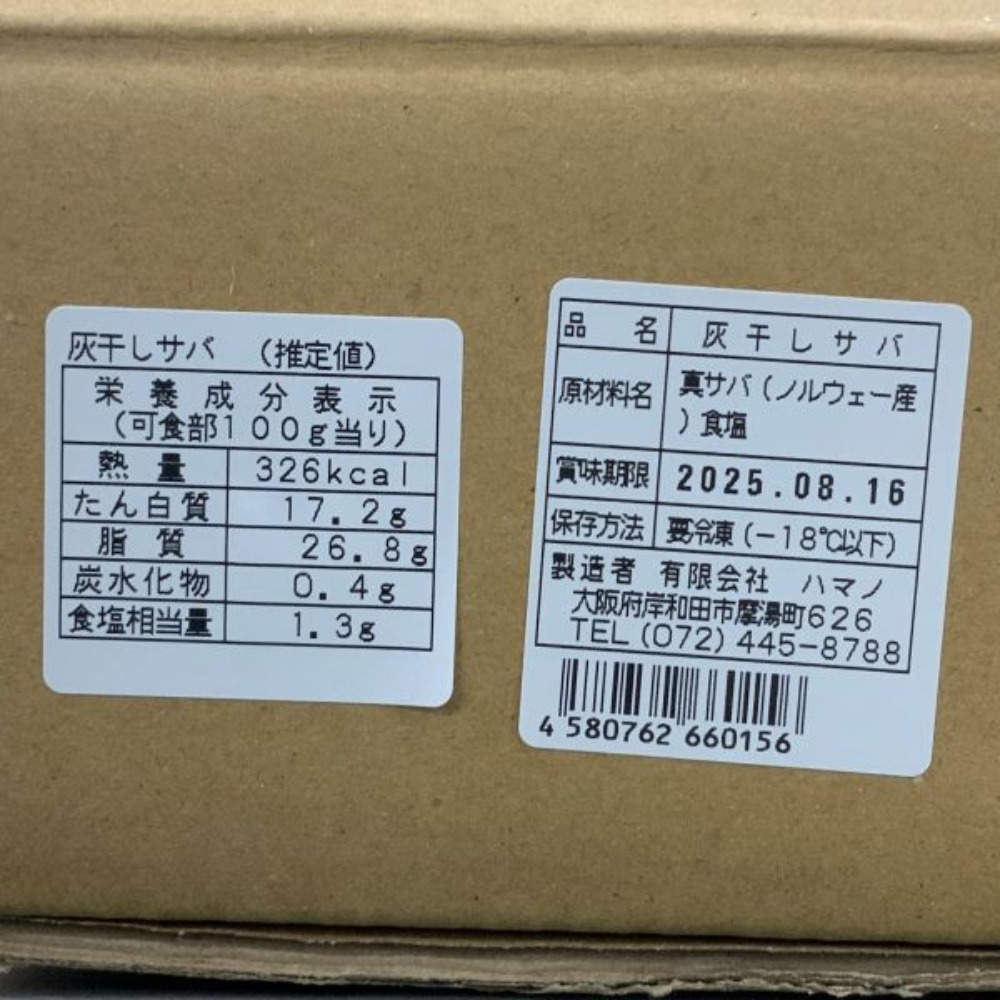 灰干しサバ (推定値)
栄養成分表示
(可食部100g当り)
熱量 326kcal
たん白質 17.2g
脂質 26.8g
炭水化物 0.4g
食塩相当量 1.3g
品名 灰干しサバ
原材料名 真サバ(ノルウェー産
)食塩
賞味期限 2025.08.16
保存方法 要冷凍(-18℃以下)
製造者 有限会社 ハマノ
大阪府岸和田市摩湯町626
TEL(072)445-8788
4 580762 660156